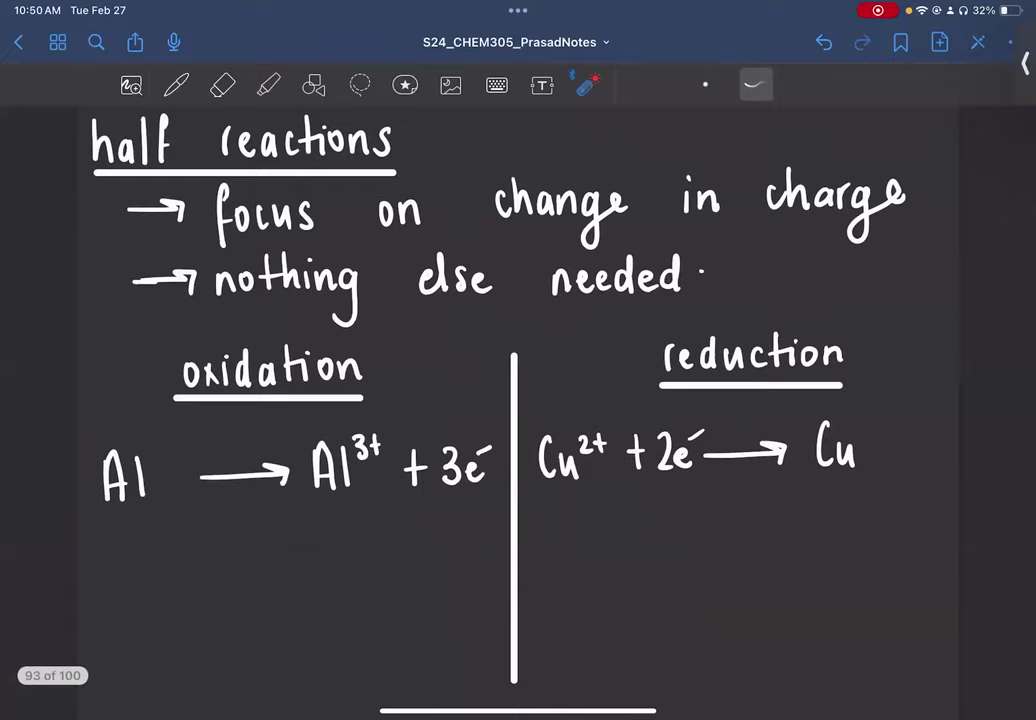 10:50 AM Tue Feb 27
32%
S24_CHEM305_PrasadNotes
half reactions
→ focus on change in charge
→ nothing else needed.
oxidation
reduction
Al → Al³⁺ + 3e⁻
Cu²⁺ + 2e⁻ → Cu
93 of 100